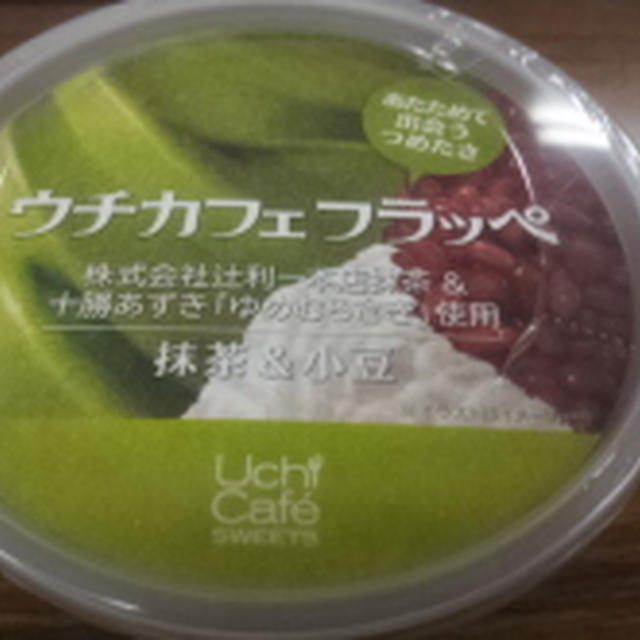 あたためて
出会う
つめたさ
ウチカフェフラッペ
株式会社辻利一本店抹茶&
十勝あずき「ゆめむらさき」使用
抹茶&小豆
Uchi
Café
SWEETS